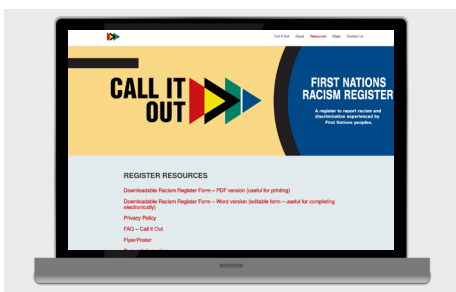 Call It Out About Resources Maps Contact Us
CALL IT
OUT
FIRST NATIONS
RACISM REGISTER
A register to report racism and
discrimination experienced by
First Nations peoples.
REGISTER RESOURCES
Downloadable Racism Register Form – PDF version (useful for printing)
Downloadable Racism Register Form – Word version (editable form – useful for completing
electronically)
Privacy Policy
FAQ – Call it Out
Flyer/Poster